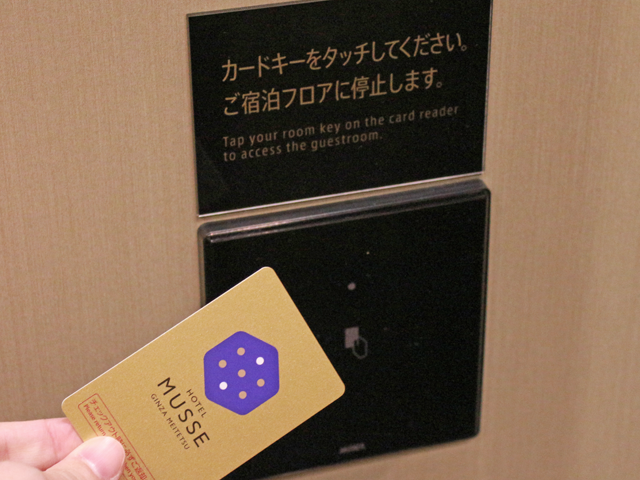 カードキーをタッチしてください。
ご宿泊フロアに停止します。
Tap your room key on the card reader
to access the guestroom.
HOTEL
MUSSE
GINZA MEITETSU